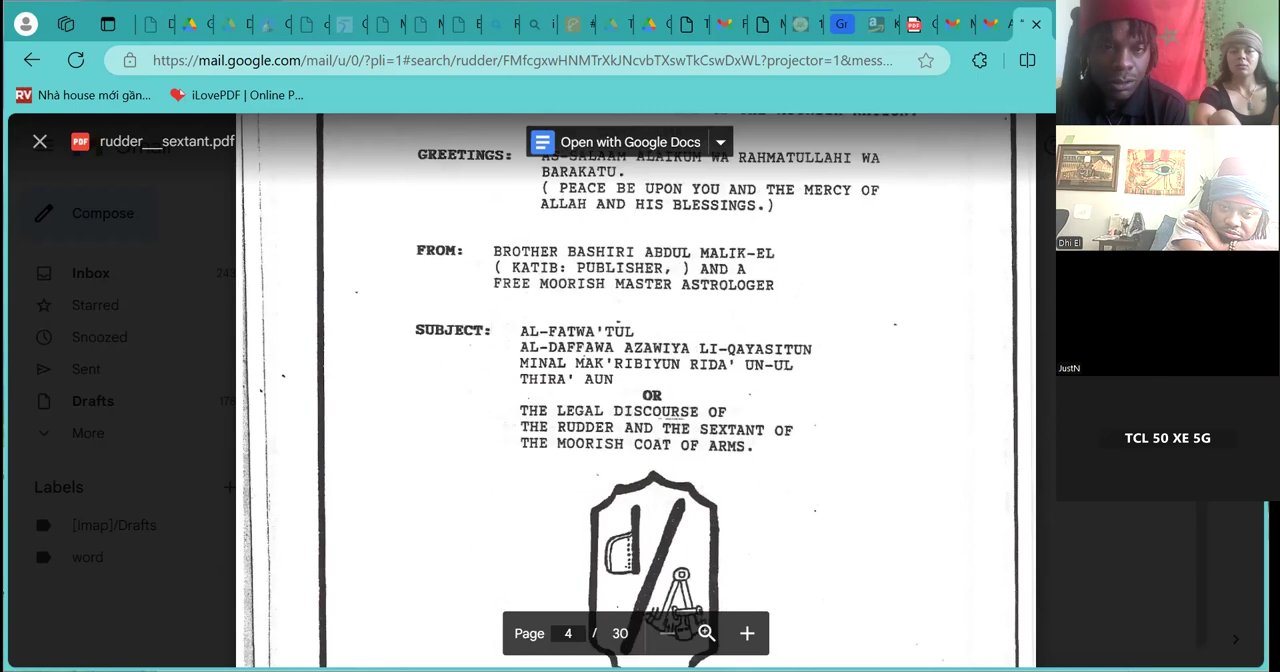 https://mail.google.com/mail/u/0/?pli=1#search/rudder/FMfcgxwHNMTrXkJNcvbTXswTkCswDxWL?projector=1&mess...
Nhà house mới gần...
iLovePDF | Online P...
PDF rudder__sextant.pdf
Open with Google Docs
Compose
Inbox 243
Starred
Snoozed
Sent
Drafts 178
More
Labels
[Imap]/Drafts
word
GREETINGS: AS-SALAAM ALAIKUM WA RAHMATULLAHI WA
BARAKATU.
( PEACE BE UPON YOU AND THE MERCY OF
ALLAH AND HIS BLESSINGS.)
FROM: BROTHER BASHIRI ABDUL MALIK-EL
( KATIB: PUBLISHER, ) AND A
FREE MOORISH MASTER ASTROLOGER
SUBJECT: AL-FATWA'TUL
AL-DAFFAWA AZAWIYA LI-QAYASITUN
MINAL MAK'RIBIYUN RIDA' UN-UL
THIRA' AUN
OR
THE LEGAL DISCOURSE OF
THE RUDDER AND THE SEXTANT OF
THE MOORISH COAT OF ARMS.
Page 4 / 30
Dhi El
JustN
TCL 50 XE 5G